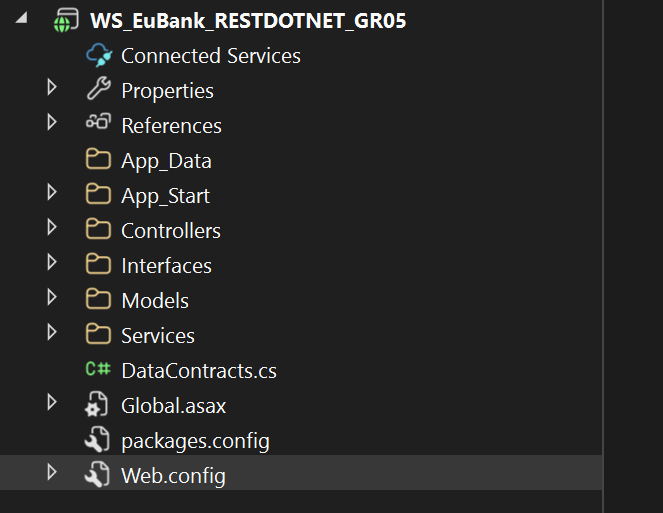 WS_EuBank_RESTDOTNET_GR05
Connected Services
Properties
References
App_Data
App_Start
Controllers
Interfaces
Models
Services
C# DataContracts.cs
Global.asax
packages.config
Web.config